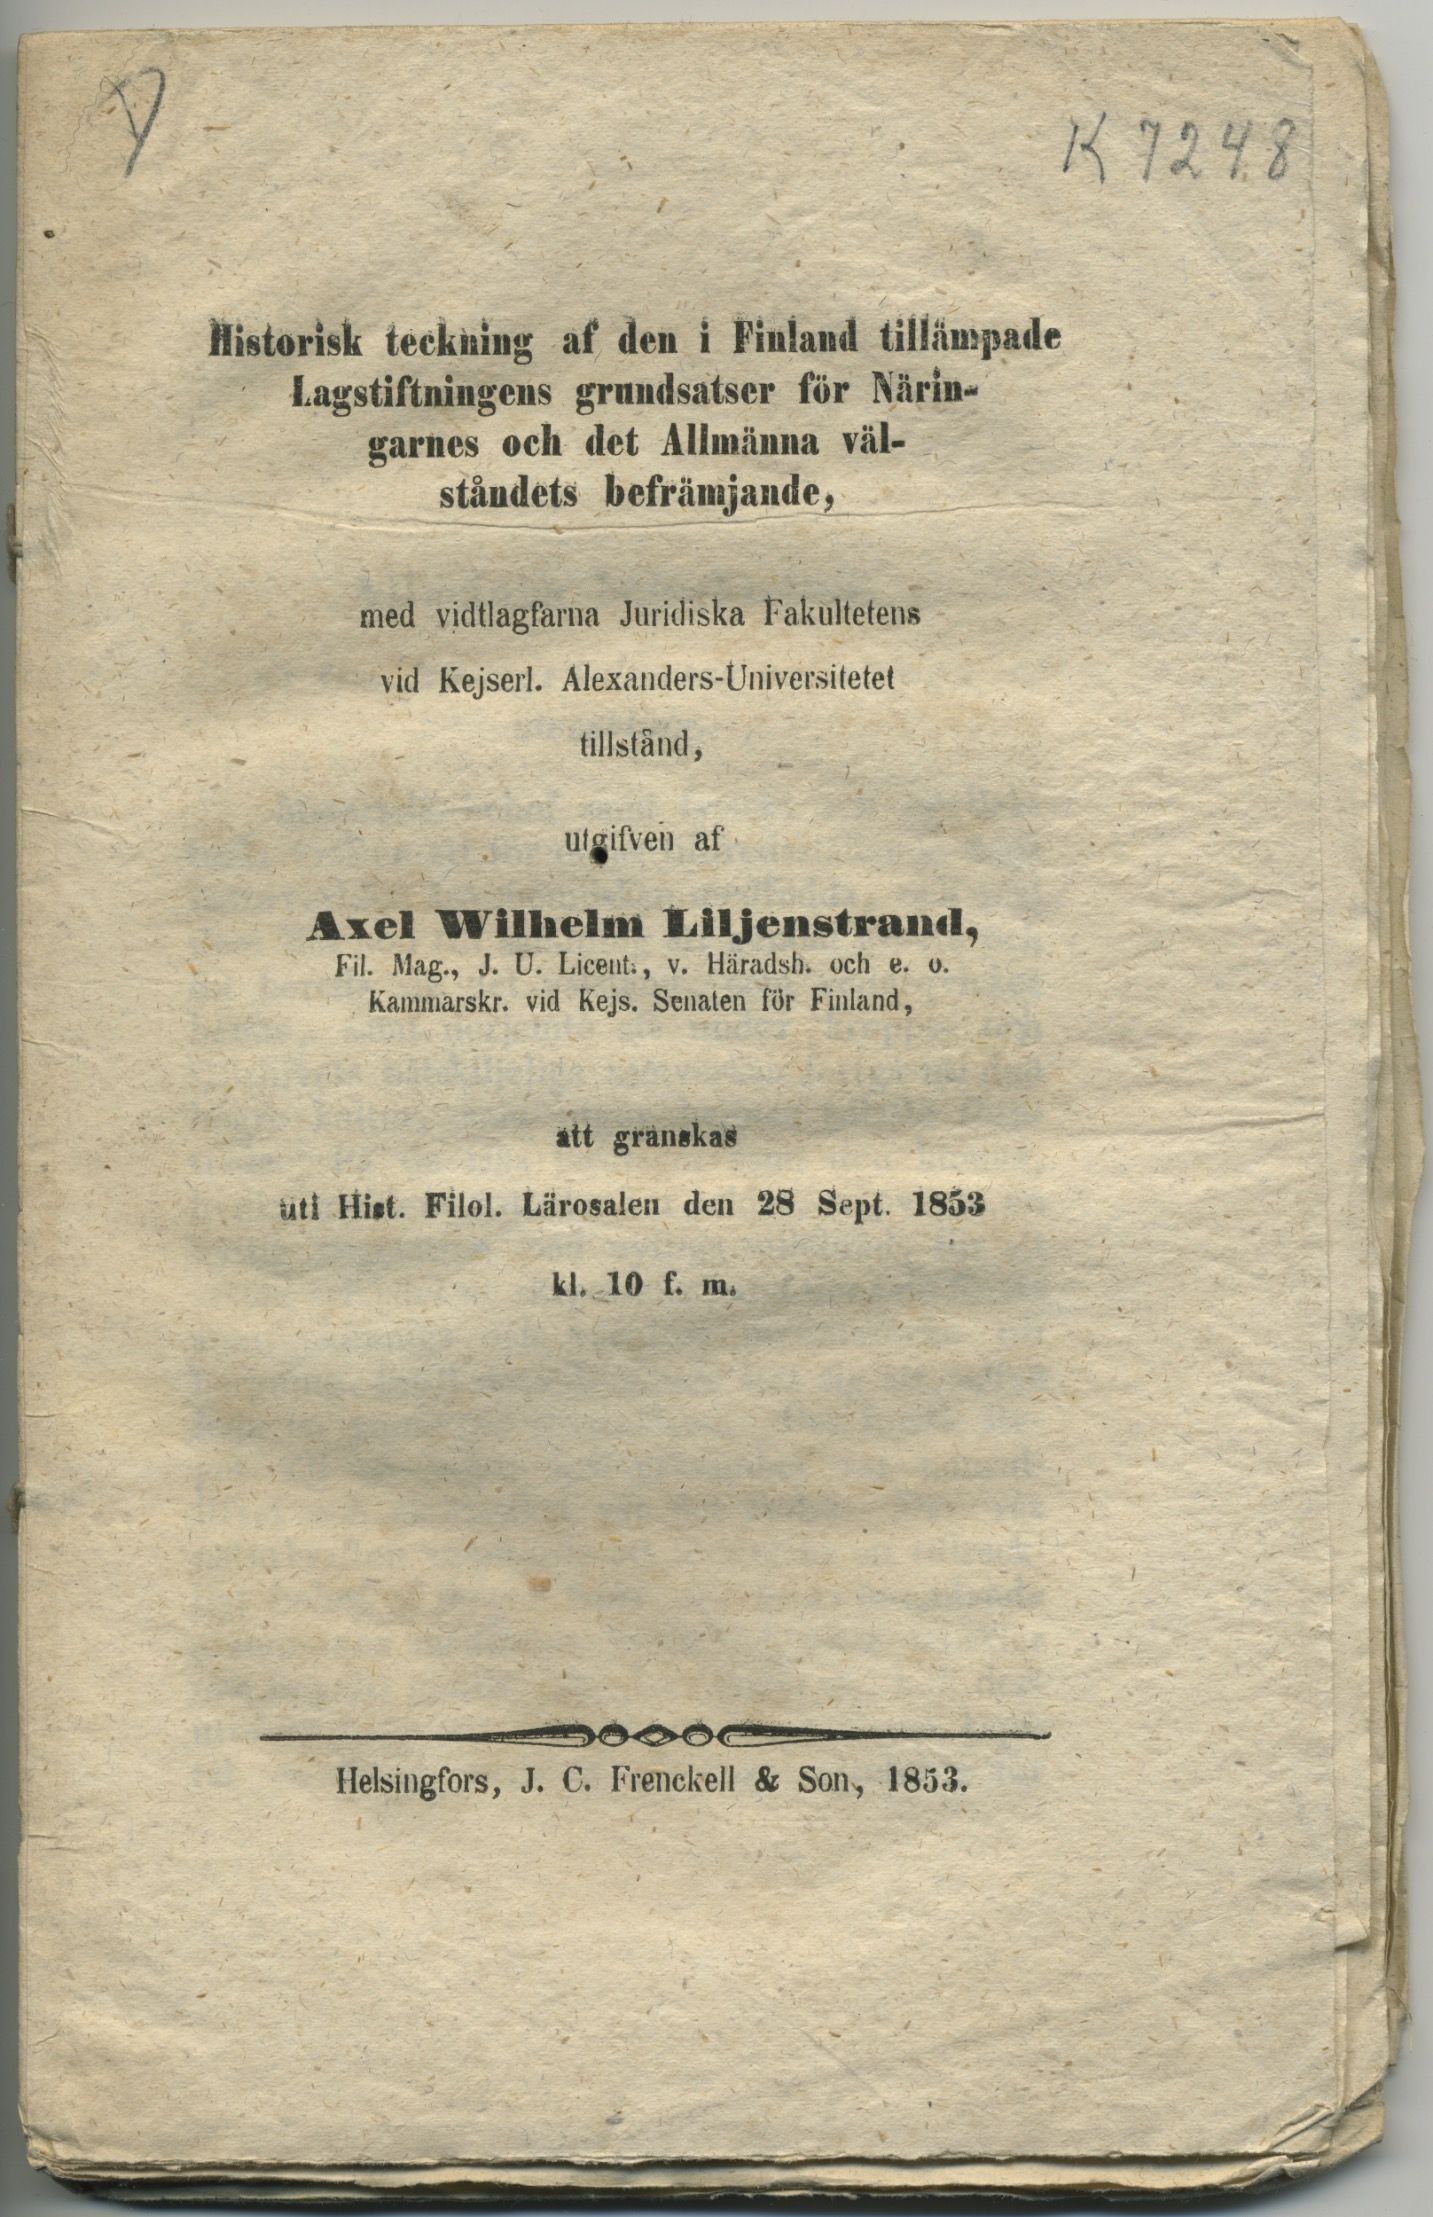 K 7248
Historisk teckning af den i Finland tillämpade
Lagstiftningens grundsatser för Närin-
garnes och det Allmänna väl-
ståndets befrämjande,
med vidtlagfarna Juridiska Fakultetens
vid Kejserl. Alexanders-Universitetet
tillstånd,
utgifven af
Axel Wilhelm Liljenstrand,
Fil. Mag., J. U. Licent., v. Häradsh. och e. o.
Kammarskr. vid Kejs. Senaten för Finland,
att granskas
uti Hist. Filol. Lärosalen den 28 Sept. 1853
kl. 10 f. m.
Helsingfors, J. C. Frenckell & Son, 1853.